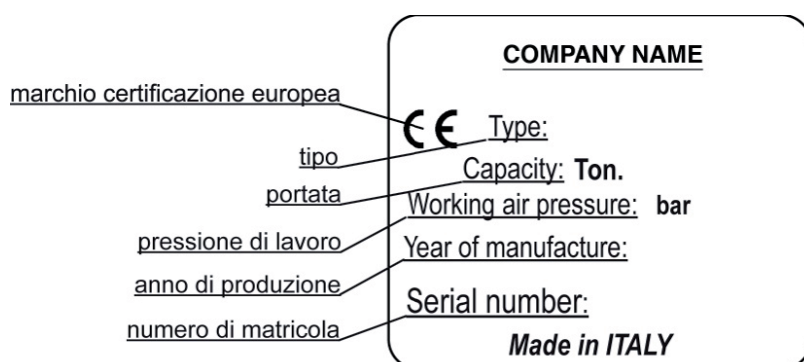 COMPANY NAME
marchio certificazione europea
CE Type:
tipo
Capacity: Ton.
portata
Working air pressure: bar
pressione di lavoro
Year of manufacture:
anno di produzione
Serial number:
numero di matricola
Made in ITALY